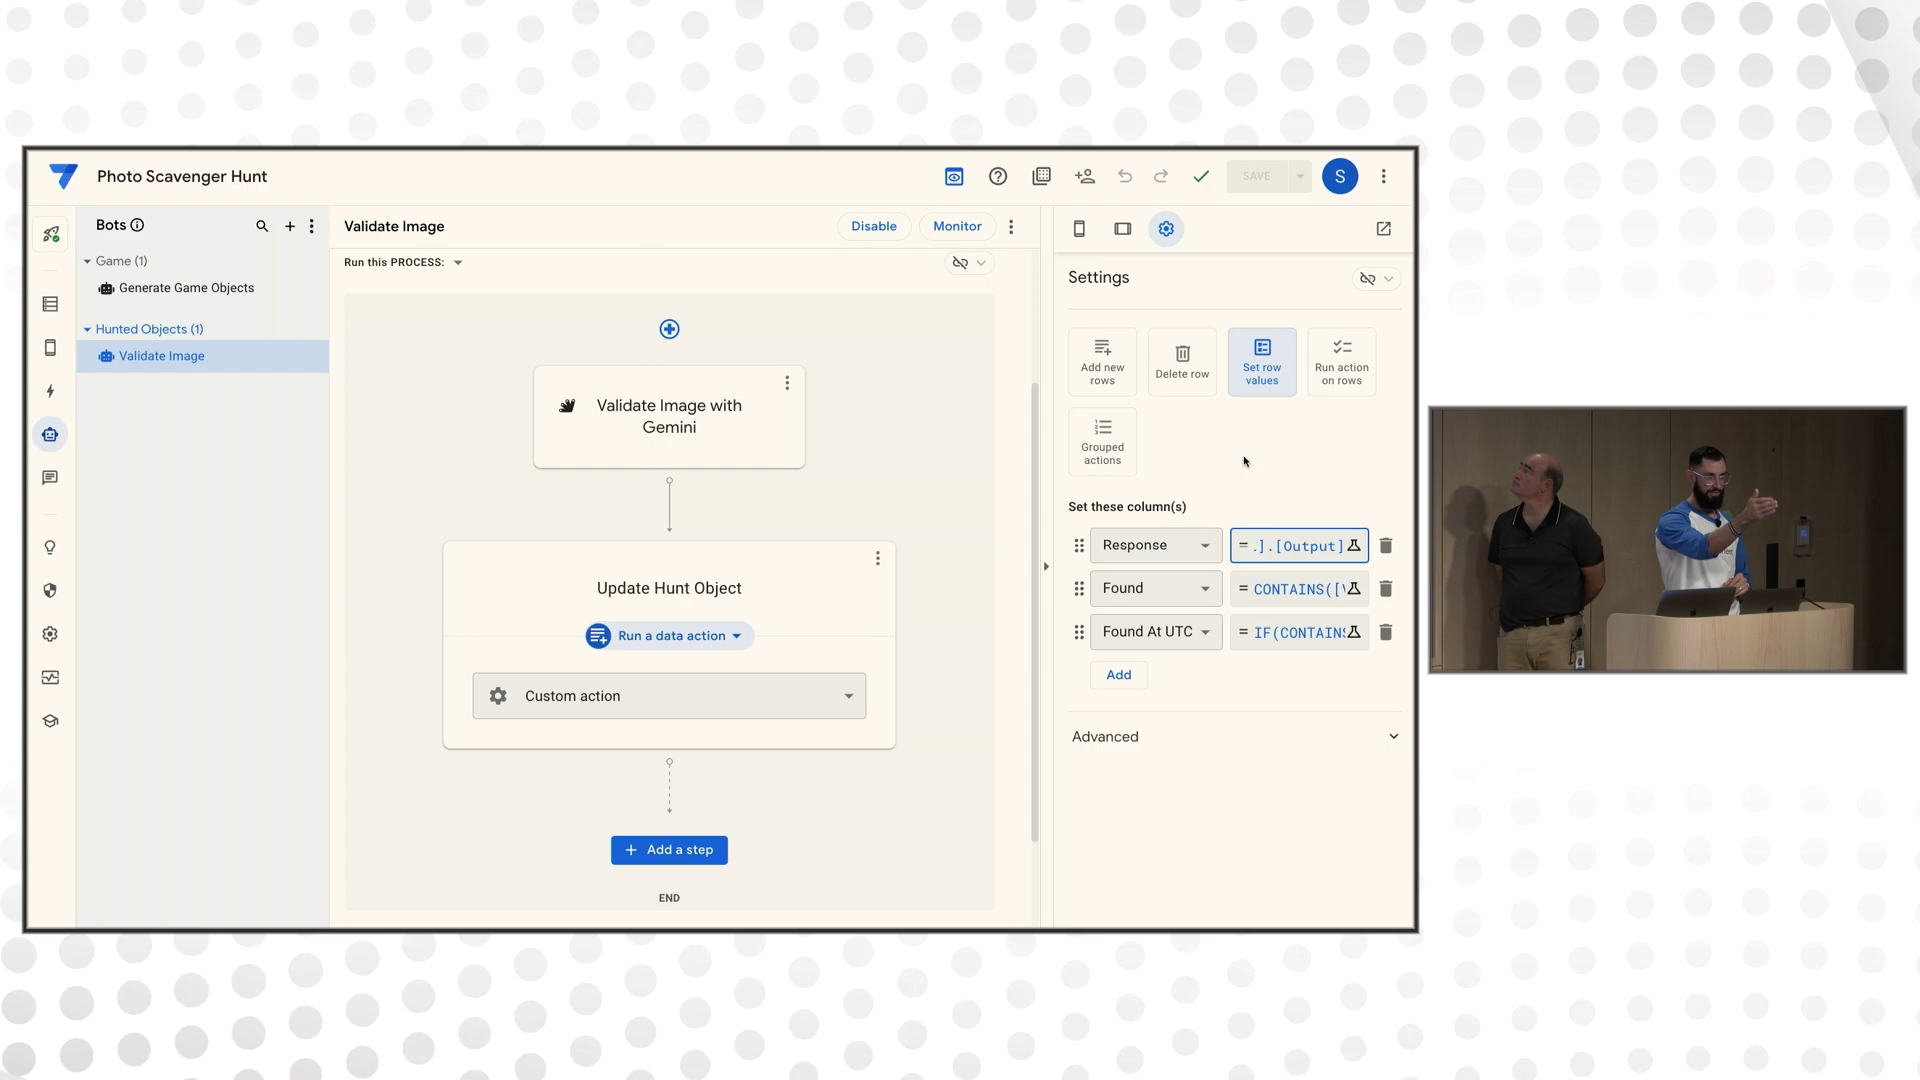 Photo Scavenger Hunt
SAVE
S
Bots
Game (1)
Generate Game Objects
Hunted Objects (1)
Validate Image
Validate Image
Disable
Monitor
Run this PROCESS:
Validate Image with
Gemini
Update Hunt Object
Run a data action
Custom action
Add a step
END
Settings
Add new
rows
Delete row
Set row
values
Run action
on rows
Grouped
actions
Set these column(s)
Response
= .].[Output]
Found
= CONTAINS([\
Found At UTC
= IF(CONTAINS
Add
Advanced